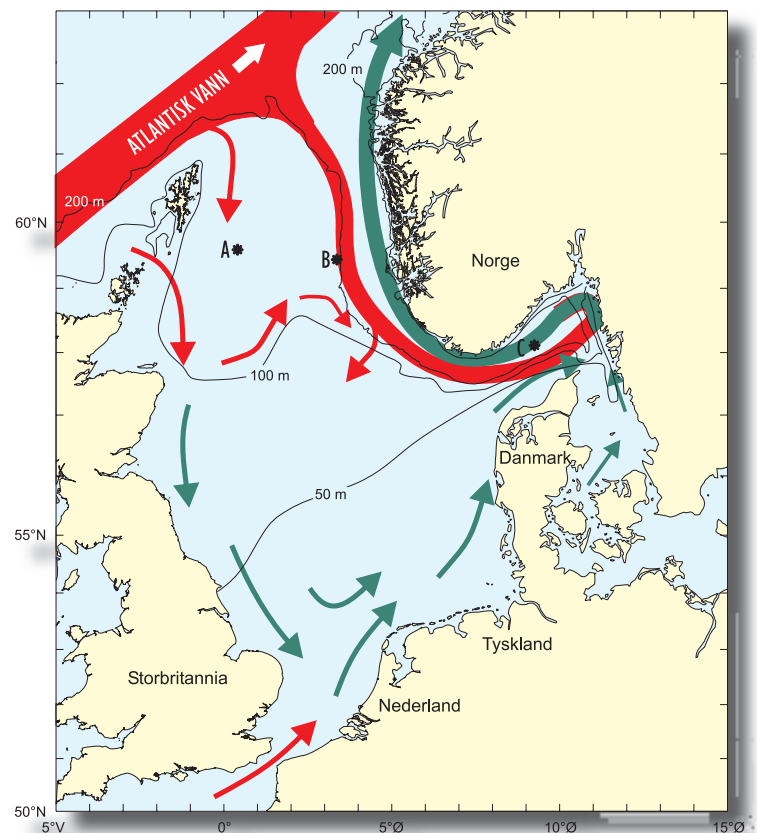 ATLANTISK VANN
200 m
200 m
60°N
A
B
Norge
C
100 m
Danmark
50 m
55°N
Tyskland
Storbritannia
Nederland
50°N
5°V
0°
5°Ø
10°Ø
15°Ø